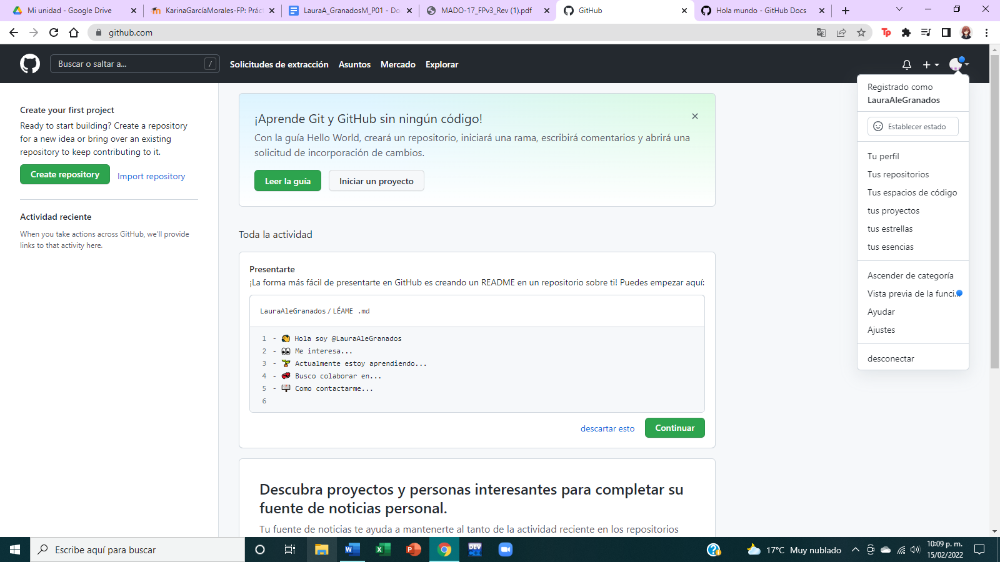 Mi unidad - Google Drive
KarinaGarcíaMorales-FP: Prác
LauraA_GranadosM_P01 - Do
MADO-17_FPv3_Rev (1).pdf
GitHub
Hola mundo - GitHub Docs
github.com
Buscar o saltar a...
/
Solicitudes de extracción
Asuntos
Mercado
Explorar
Create your first project
Ready to start building? Create a repository
for a new idea or bring over an existing
repository to keep contributing to it.
Create repository
Import repository
Actividad reciente
When you take actions across GitHub, we'll provide
links to that activity here.
¡Aprende Git y GitHub sin ningún código!
Con la guía Hello World, creará un repositorio, iniciará una rama, escribirá comentarios y abrirá una
solicitud de incorporación de cambios.
Leer la guía
Iniciar un proyecto
Toda la actividad
Presentarte
¡La forma más fácil de presentarte en GitHub es creando un README en un repositorio sobre ti! Puedes empezar aquí:
LauraAleGranados / LÉAME .md
1 - 👋 Hola soy @LauraAleGranados
2 - 👀 Me interesa...
3 - 🌱 Actualmente estoy aprendiendo...
4 - 💞️ Busco colaborar en...
5 - 📫 Como contactarme...
6
descartar esto
Continuar
Descubra proyectos y personas interesantes para completar su
fuente de noticias personal.
Tu fuente de noticias te ayuda a mantenerte al tanto de la actividad reciente en los repositorios
Registrado como
LauraAleGranados
Establecer estado
Tu perfil
Tus repositorios
Tus espacios de código
tus proyectos
tus estrellas
tus esencias
Ascender de categoría
Vista previa de la funci...
Ayudar
Ajustes
desconectar
Escribe aquí para buscar
17°C Muy nublado
10:09 p. m.
15/02/2022